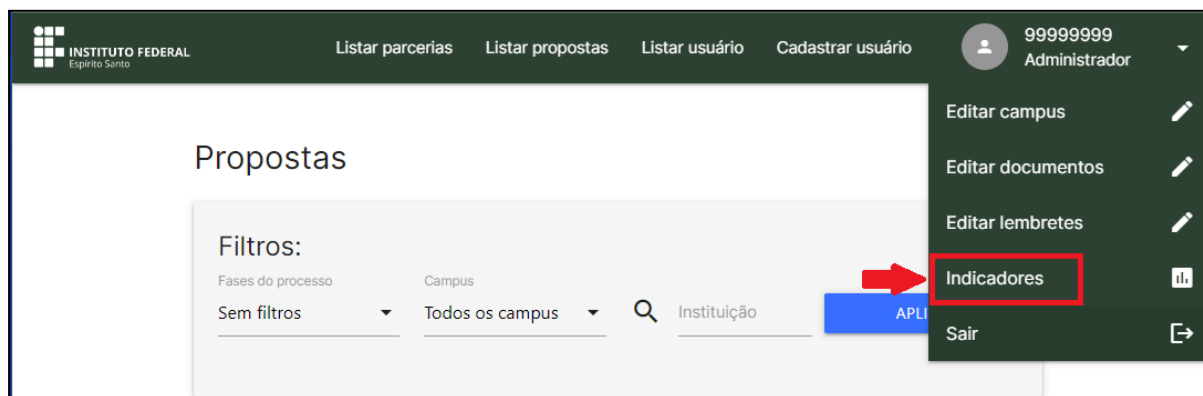 INSTITUTO FEDERAL
Espírito Santo
Listar parcerias Listar propostas Listar usuário Cadastrar usuário
99999999
Administrador
Editar campus
Editar documentos
Editar lembretes
Indicadores
Sair
Propostas
Filtros:
Fases do processo Campus
Sem filtros Todos os campus Instituição